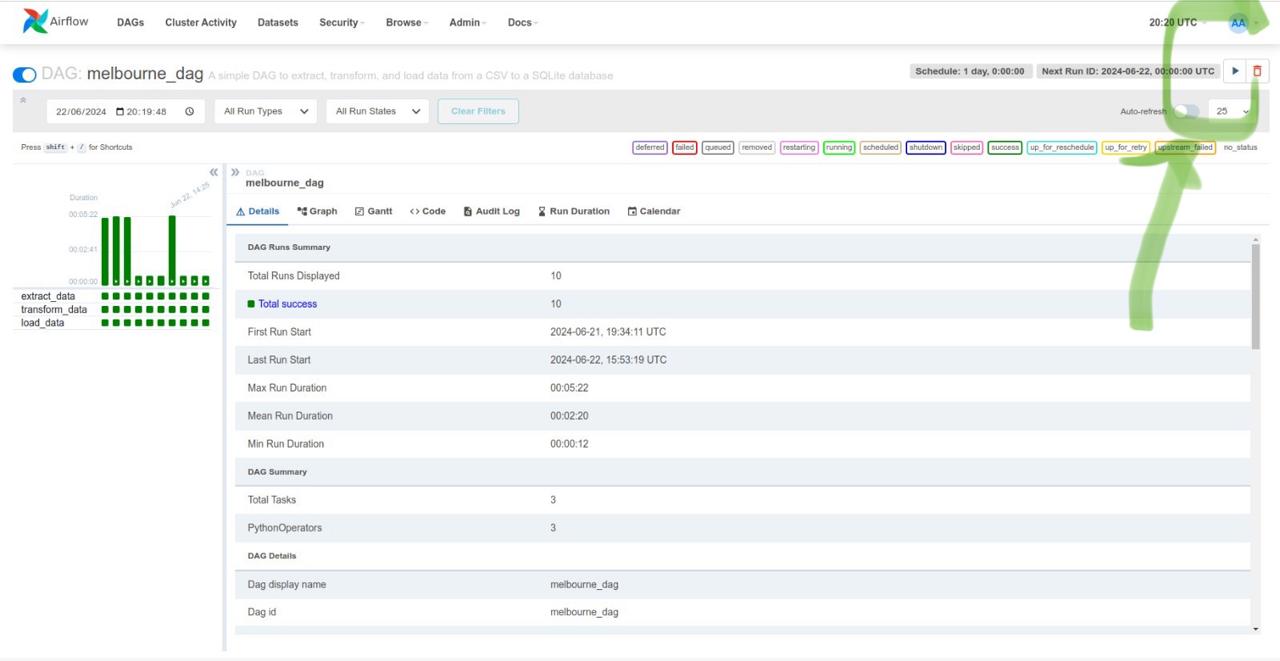 Airflow DAGs Cluster Activity Datasets Security Browse Admin Docs 20:20 UTC AA
DAG: melbourne_dag A simple DAG to extract, transform, and load data from a CSV to a SQLite database Schedule: 1 day, 0:00:00 Next Run ID: 2024-06-22, 00:00:00 UTC
22/06/2024 20:19:48 All Run Types All Run States Clear Filters Auto-refresh 25
Press shift + / for Shortcuts deferred failed queued removed restarting running scheduled shutdown skipped success up_for_reschedule up_for_retry upstream_failed no_status
Jun 22, 14:25
Duration
00:05:22
00:02:41
00:00:00
extract_data
transform_data
load_data
DAG
melbourne_dag
Details Graph Gantt Code Audit Log Run Duration Calendar
DAG Runs Summary
Total Runs Displayed 10
Total success 10
First Run Start 2024-06-21, 19:34:11 UTC
Last Run Start 2024-06-22, 15:53:19 UTC
Max Run Duration 00:05:22
Mean Run Duration 00:02:20
Min Run Duration 00:00:12
DAG Summary
Total Tasks 3
PythonOperators 3
DAG Details
Dag display name melbourne_dag
Dag id melbourne_dag